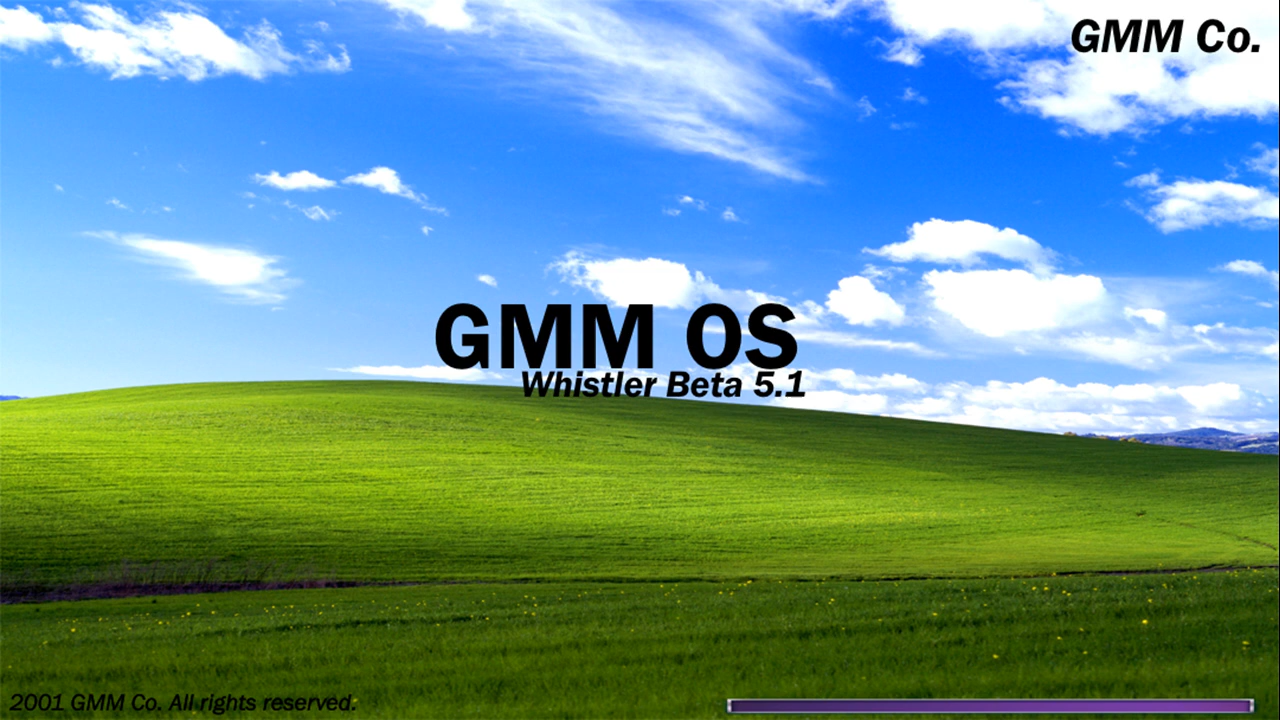 GMM Co.
GMM OS
Whistler Beta 5.1
2001 GMM Co. All rights reserved.